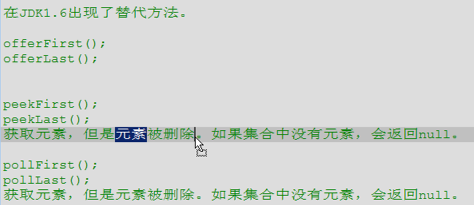 在JDK1.6出现了替代方法。
offerFirst();
offerLast();
peekFirst();
peekLast();
获取元素，但是元素被删除。如果集合中没有元素，会返回null。
pollFirst();
pollLast();
获取元素，但是元素被删除。如果集合中没有元素，会返回null。